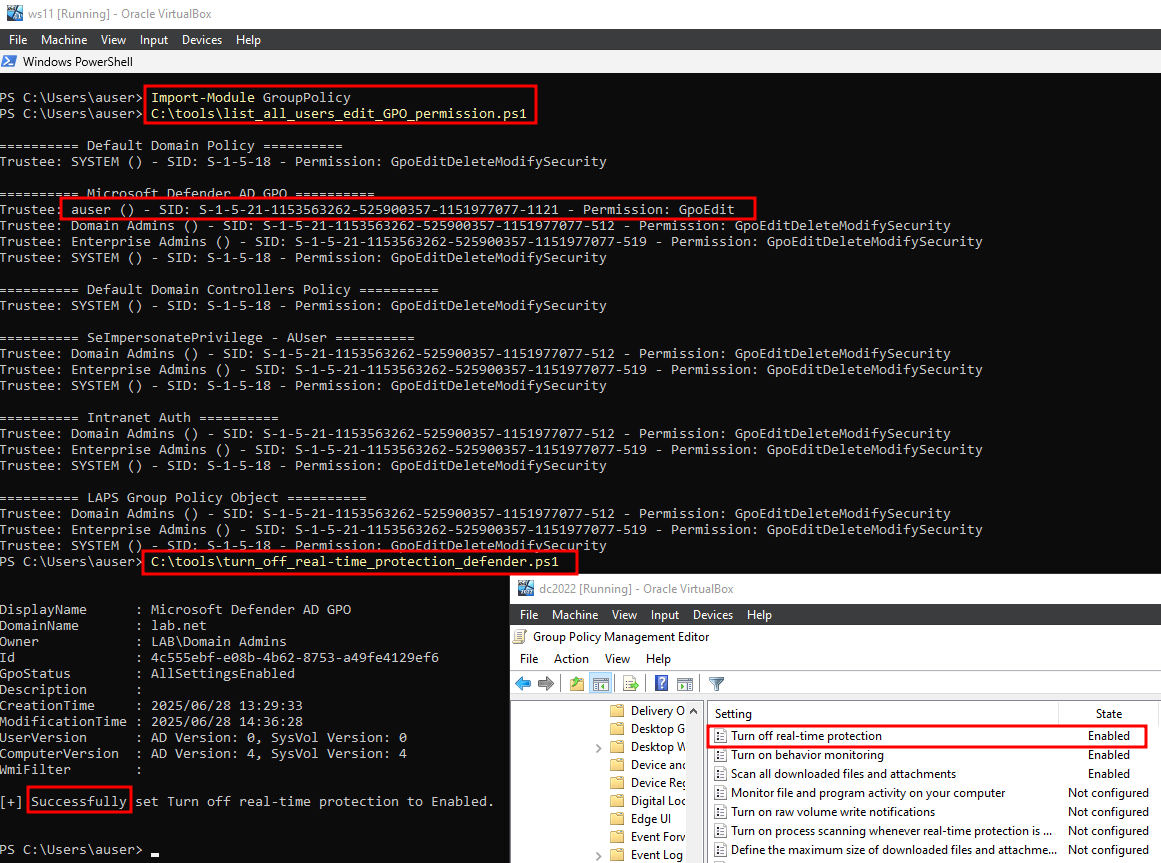 ws11 [Running] - Oracle VirtualBox
File Machine View Input Devices Help
Windows PowerShell
PS C:\Users\auser> Import-Module GroupPolicy
PS C:\Users\auser> C:\tools\list_all_users_edit_GPO_permission.ps1
========== Default Domain Policy ==========
Trustee: SYSTEM () - SID: S-1-5-18 - Permission: GpoEditDeleteModifySecurity
========== Microsoft Defender AD GPO ==========
Trustee: auser () - SID: S-1-5-21-1153563262-525900357-1151977077-1121 - Permission: GpoEdit
Trustee: Domain Admins () - SID: S-1-5-21-1153563262-525900357-1151977077-512 - Permission: GpoEditDeleteModifySecurity
Trustee: Enterprise Admins () - SID: S-1-5-21-1153563262-525900357-1151977077-519 - Permission: GpoEditDeleteModifySecurity
Trustee: SYSTEM () - SID: S-1-5-18 - Permission: GpoEditDeleteModifySecurity
========== Default Domain Controllers Policy ==========
Trustee: SYSTEM () - SID: S-1-5-18 - Permission: GpoEditDeleteModifySecurity
========== SeImpersonatePrivilege - AUser ==========
Trustee: Domain Admins () - SID: S-1-5-21-1153563262-525900357-1151977077-512 - Permission: GpoEditDeleteModifySecurity
Trustee: Enterprise Admins () - SID: S-1-5-21-1153563262-525900357-1151977077-519 - Permission: GpoEditDeleteModifySecurity
Trustee: SYSTEM () - SID: S-1-5-18 - Permission: GpoEditDeleteModifySecurity
========== Intranet Auth ==========
Trustee: Domain Admins () - SID: S-1-5-21-1153563262-525900357-1151977077-512 - Permission: GpoEditDeleteModifySecurity
Trustee: Enterprise Admins () - SID: S-1-5-21-1153563262-525900357-1151977077-519 - Permission: GpoEditDeleteModifySecurity
Trustee: SYSTEM () - SID: S-1-5-18 - Permission: GpoEditDeleteModifySecurity
========== LAPS Group Policy Object ==========
Trustee: Domain Admins () - SID: S-1-5-21-1153563262-525900357-1151977077-512 - Permission: GpoEditDeleteModifySecurity
Trustee: Enterprise Admins () - SID: S-1-5-21-1153563262-525900357-1151977077-519 - Permission: GpoEditDeleteModifySecurity
Trustee: SYSTEM () - SID: S-1-5-18 - Permission: GpoEditDeleteModifySecurity
PS C:\Users\auser> C:\tools\turn_off_real-time_protection_defender.ps1
DisplayName : Microsoft Defender AD GPO
DomainName : lab.net
Owner : LAB\Domain Admins
Id : 4c555ebf-e08b-4b62-8753-a49fe4129ef6
GpoStatus : AllSettingsEnabled
Description :
CreationTime : 2025/06/28 13:29:33
ModificationTime : 2025/06/28 14:36:28
UserVersion : AD Version: 0, SysVol Version: 0
ComputerVersion : AD Version: 4, SysVol Version: 4
WmiFilter :
[+] Successfully set Turn off real-time protection to Enabled.
PS C:\Users\auser>
dc2022 [Running] - Oracle VirtualBox
File Machine View Input Devices Help
Group Policy Management Editor
File Action View Help
Delivery O
Desktop G
Desktop W
Device and
Device Reg
Digital Loc
Edge UI
Event Forw
Event Log
Setting State
Turn off real-time protection Enabled
Turn on behavior monitoring Enabled
Scan all downloaded files and attachments Enabled
Monitor file and program activity on your computer Not configured
Turn on raw volume write notifications Not configured
Turn on process scanning whenever real-time protection is ... Not configured
Define the maximum size of downloaded files and attachme... Not configured